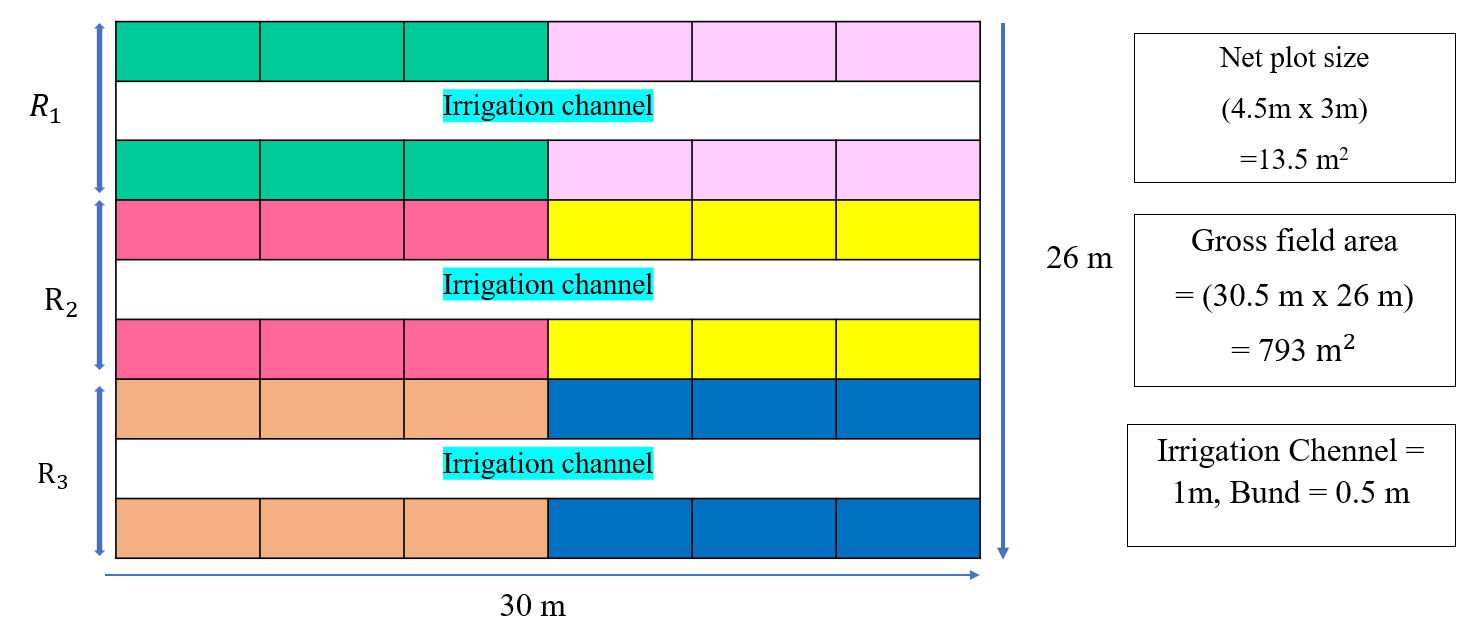 R₁
Irrigation channel
R₂
Irrigation channel
R₃
Irrigation channel
26 m
30 m
Net plot size
(4.5m x 3m)
=13.5 m²
Gross field area
= (30.5 m x 26 m)
= 793 m²
Irrigation Chennel =
1m, Bund = 0.5 m